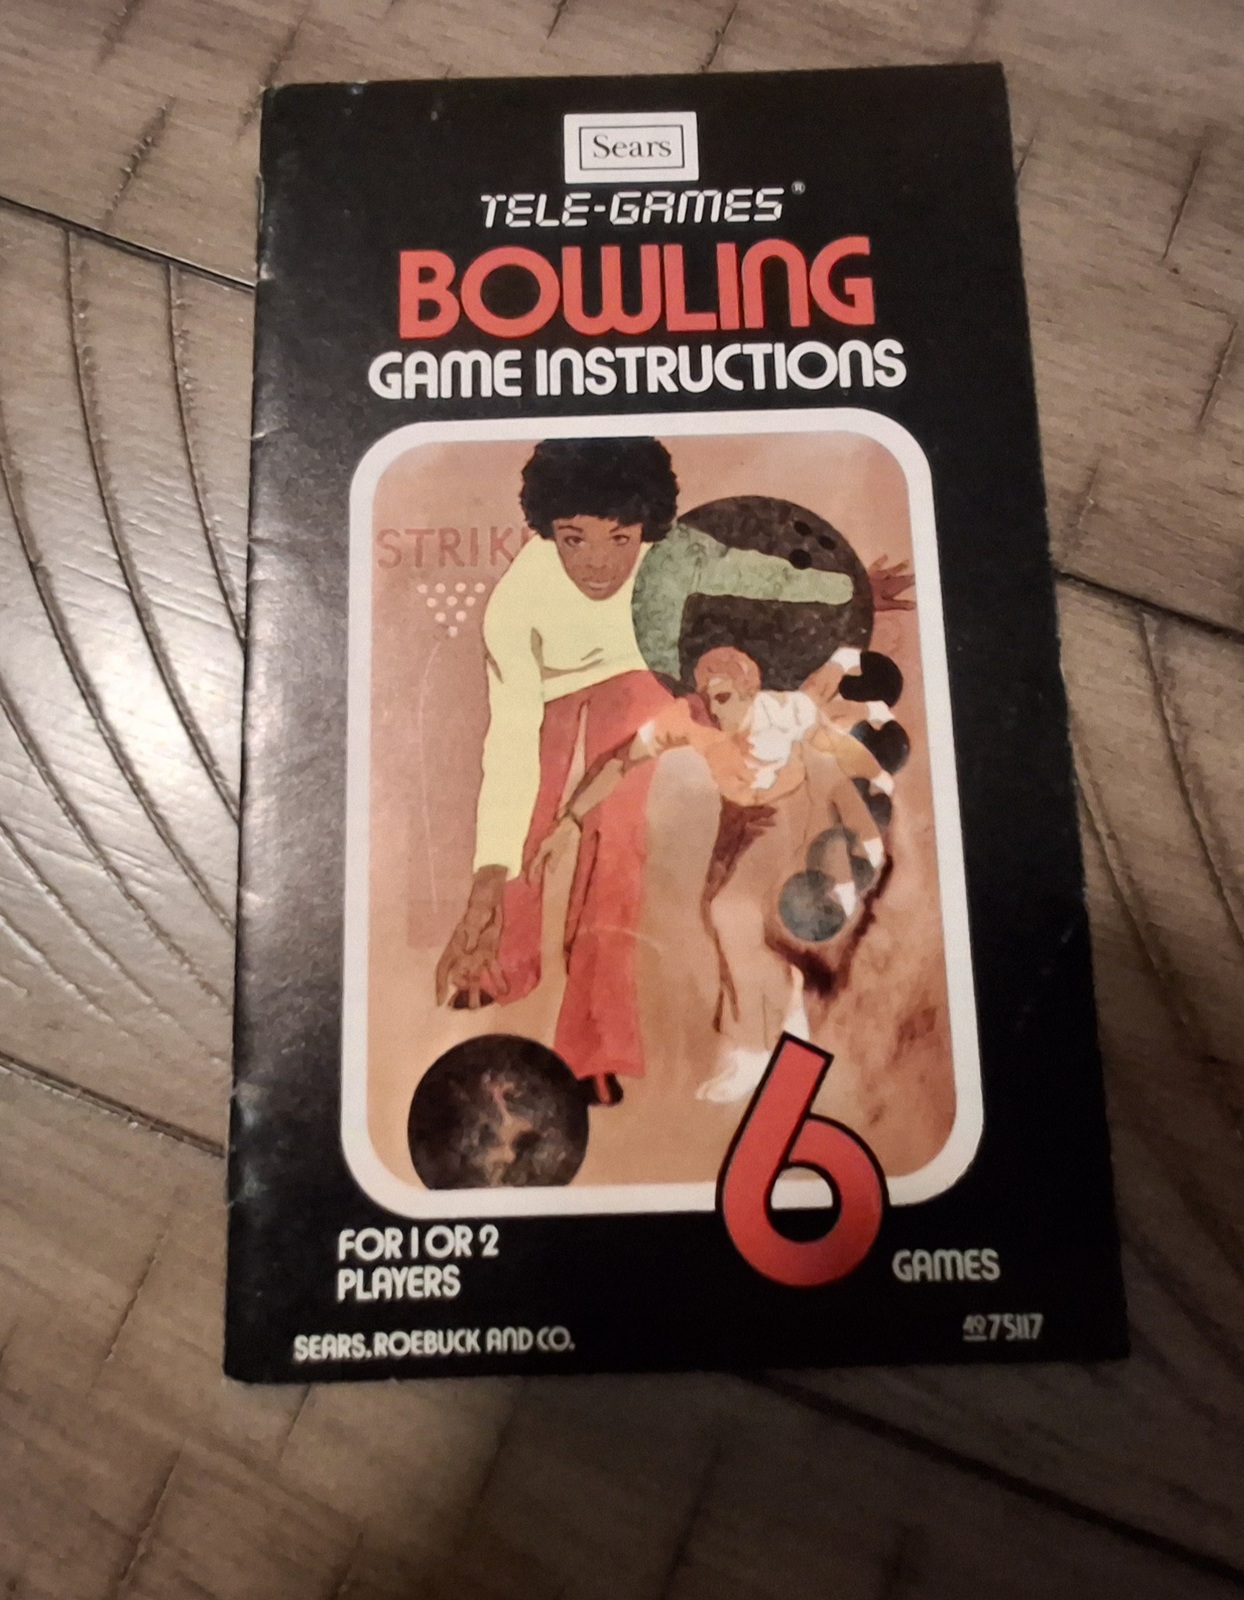 Sears
TELE-GAMES®
BOWLING
GAME INSTRUCTIONS
STRIK
6
FOR 1 OR 2
PLAYERS
GAMES
SEARS, ROEBUCK AND CO.
49 75117